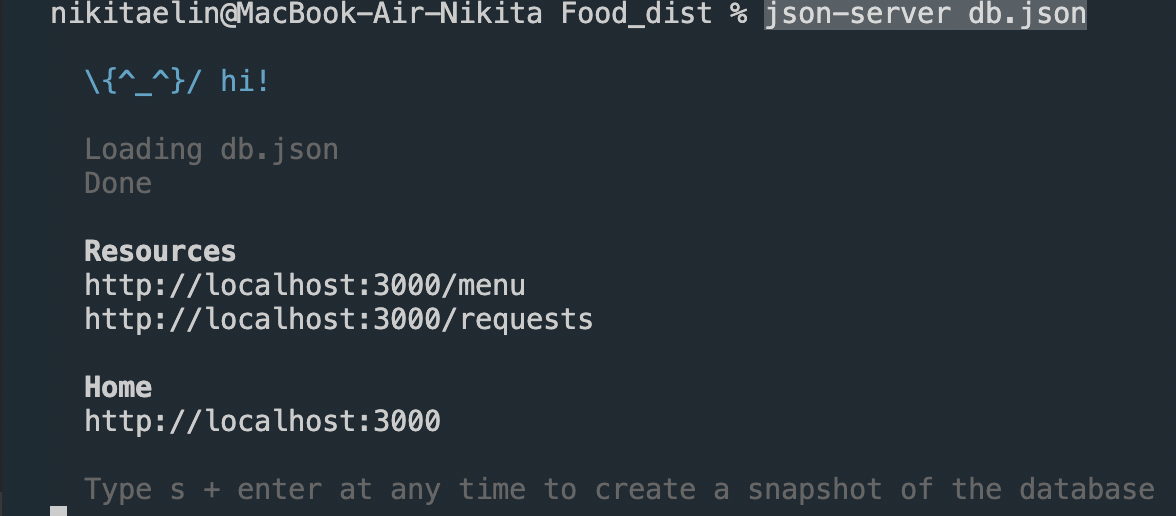 nikitaelin@MacBook-Air-Nikita Food_dist % json-server db.json
\{^_^}/ hi!
Loading db.json
Done
Resources
http://localhost:3000/menu
http://localhost:3000/requests
Home
http://localhost:3000
Type s + enter at any time to create a snapshot of the database